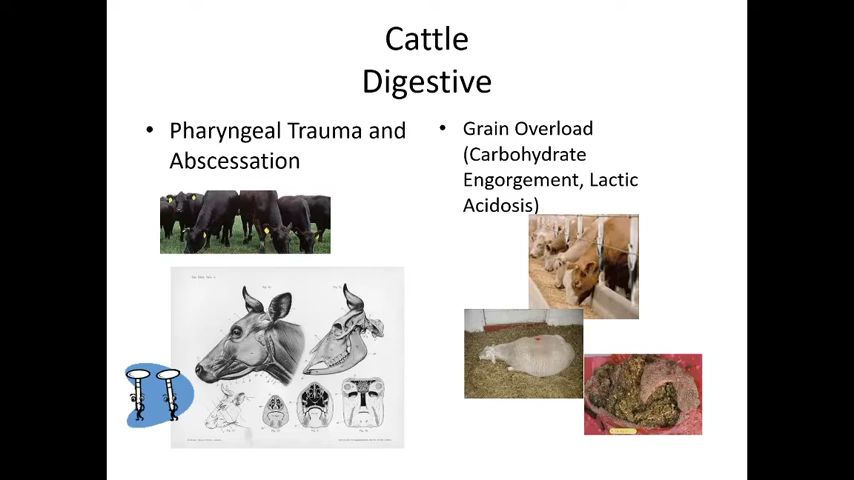 Cattle
Digestive
• Pharyngeal Trauma and
Abscessation
• Grain Overload
(Carbohydrate
Engorgement, Lactic
Acidosis)